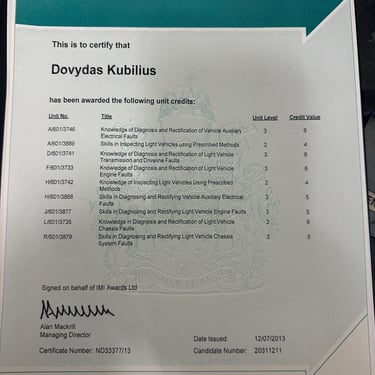 This is to certify that
Dovydas Kubilius
has been awarded the following unit credits:
Unit No. Title Unit Level Credit Value
A/601/3746 Knowledge of Diagnosis and Rectification of Vehicle Auxiliary 3 6
Electrical Faults
A/601/3889 Skills in Inspecting Light Vehicles using Prescribed Methods 2 4
D/601/3741 Knowledge of Diagnosis and Rectification of Light Vehicle 3 6
Transmission and Driveline Faults
F/601/3733 Knowledge of Diagnosis and Rectification of Light Vehicle 3 6
Engine Faults
H/601/3742 Knowledge of Inspecting Light Vehicles Using Prescribed 2 4
Methods
H/601/3868 Skills in Diagnosing and Rectifying Vehicle Auxiliary Electrical 3 5
Faults
J/601/3877 Skills in Diagnosing and Rectifying Light Vehicle Engine Faults 3 5
L/601/3735 Knowledge in Diagnosis and Rectification of Light Vehicle 3 6
Chassis Faults
R/601/3879 Skills in Diagnosing and Rectifying Light Vehicle Chassis 3 5
System Faults
Signed on behalf of IMI Awards Ltd
Alan Mackrill
Managing Director
Date Issued: 12/07/2013
Certificate Number: ND33377/13 Candidate Number: 20311211